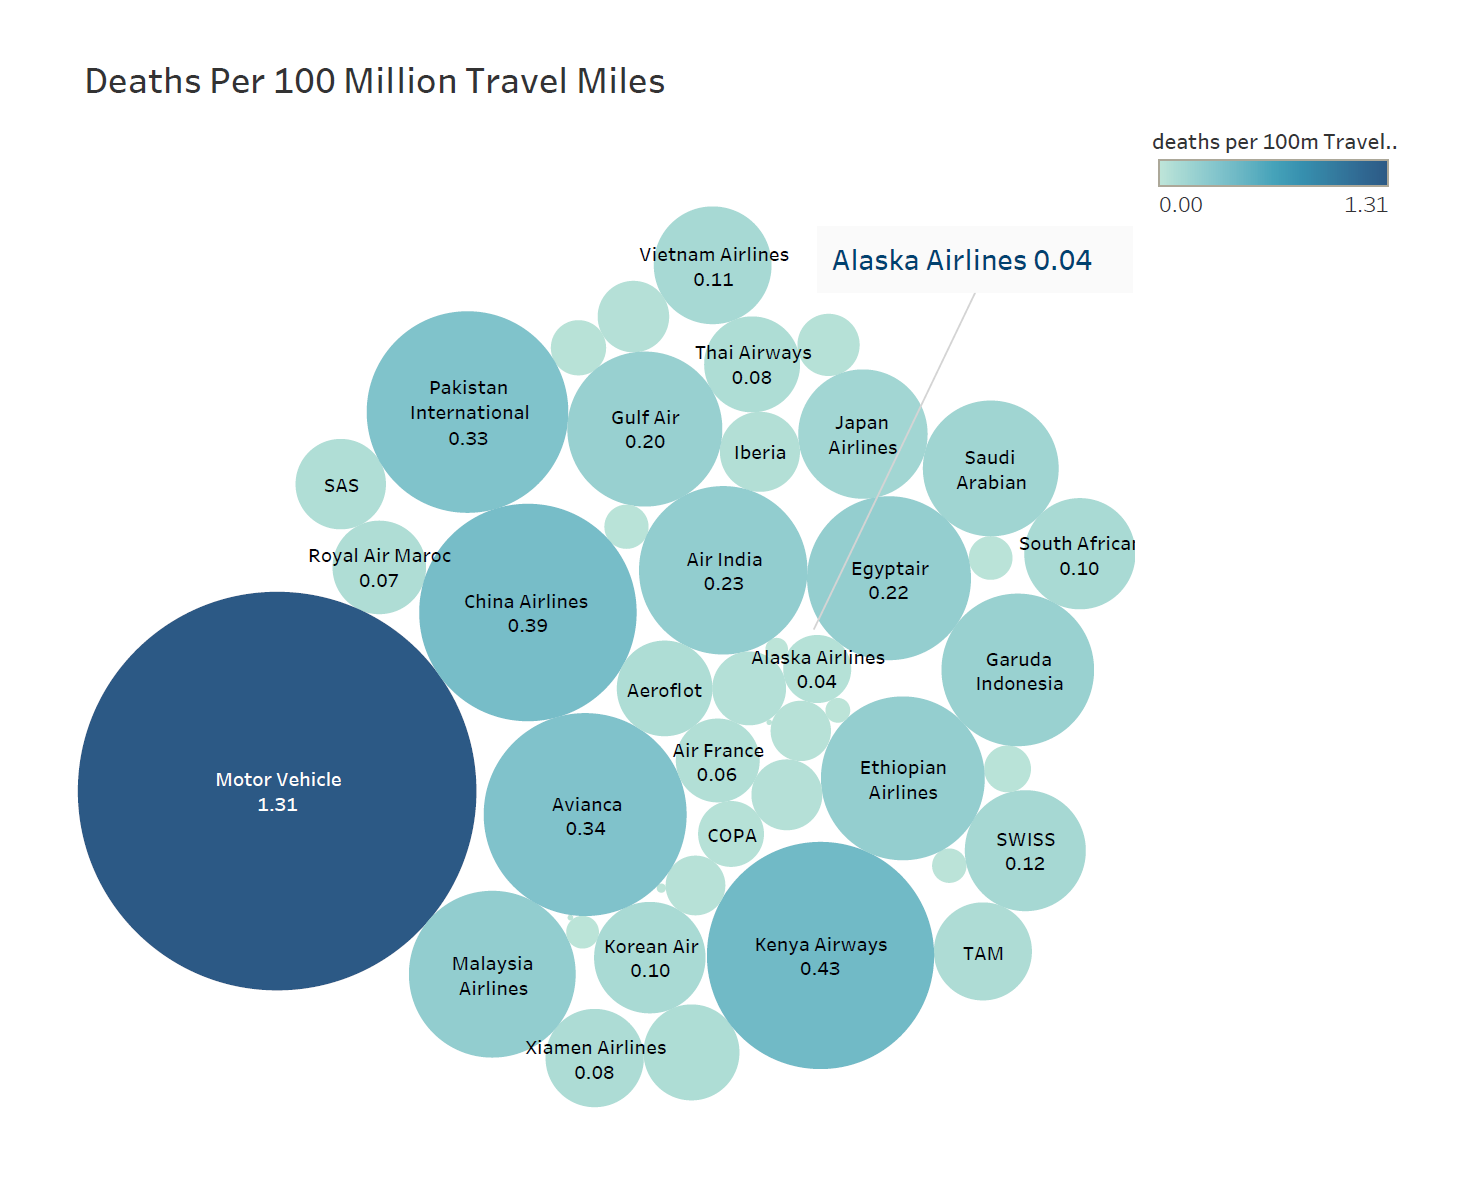 Deaths Per 100 Million Travel Miles
deaths per 100m Travel..
0.00
1.31
Alaska Airlines 0.04
Vietnam Airlines
0.11
Thai Airways
0.08
Pakistan
International
0.33
Gulf Air
0.20
Iberia
Japan
Airlines
Saudi
Arabian
SAS
Royal Air Maroc
0.07
China Airlines
0.39
Air India
0.23
Egyptair
0.22
South African
0.10
Alaska Airlines
0.04
Garuda
Indonesia
Aeroflot
Motor Vehicle
1.31
Air France
0.06
Avianca
0.34
COPA
Ethiopian
Airlines
SWISS
0.12
Malaysia
Airlines
Korean Air
0.10
Kenya Airways
0.43
TAM
Xiamen Airlines
0.08